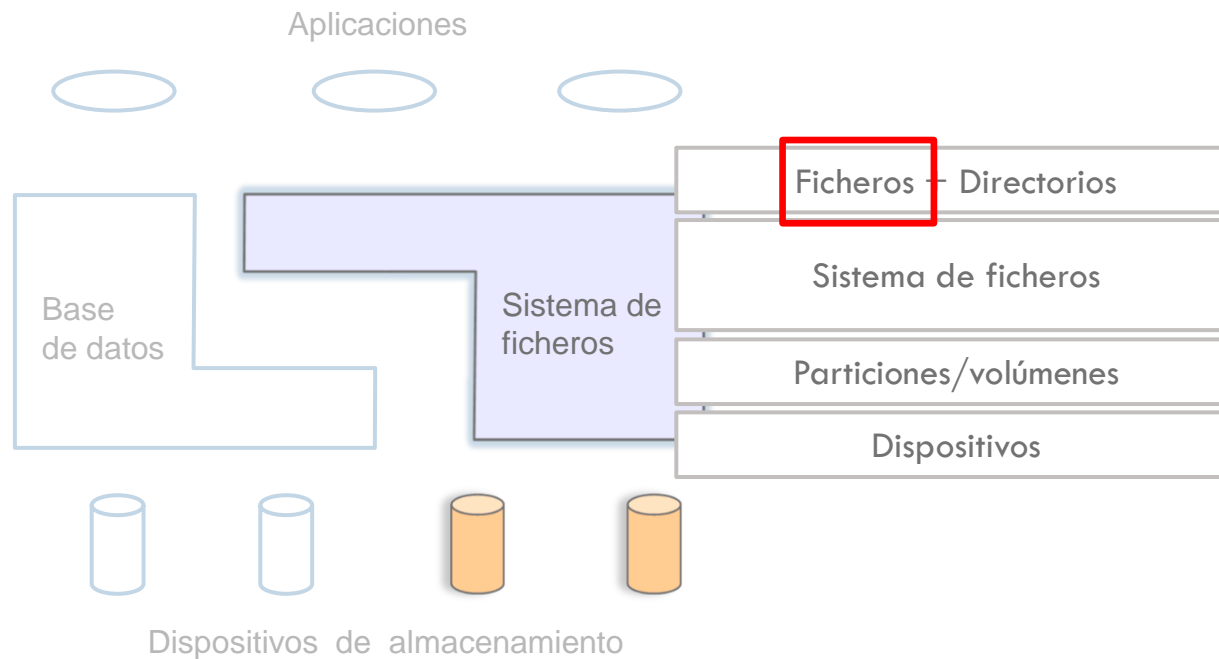 Aplicaciones
Ficheros + Directorios
Sistema de ficheros
Base
de datos
Sistema de
ficheros
Particiones/volúmenes
Dispositivos
Dispositivos de almacenamiento